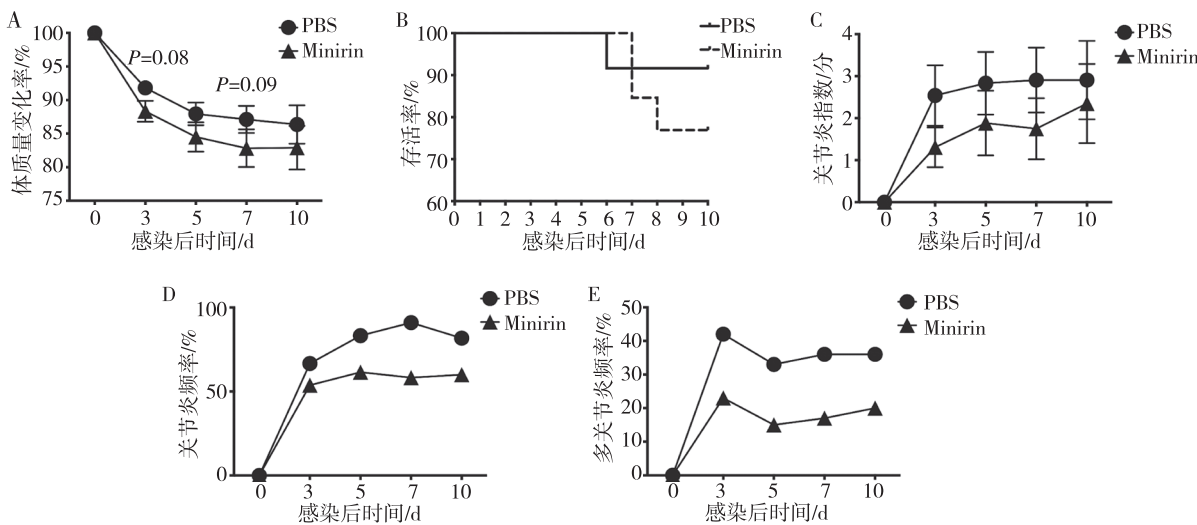 A
PBS
Minirin
P=0.08
P=0.09
100
95
90
85
80
75
体质量变化率/%
0 3 5 7 10
感染后时间/d
B
PBS
Minirin
100
90
80
70
60
存活率/%
0 1 2 3 4 5 6 7 8 9 10
感染后时间/d
C
PBS
Minirin
4
3
2
1
0
关节炎指数/分
0 3 5 7 10
感染后时间/d
D
PBS
Minirin
100
50
0
关节炎频率/%
0 3 5 7 10
感染后时间/d
E
PBS
Minirin
50
40
30
20
10
0
多关节炎频率/%
0 3 5 7 10
感染后时间/d